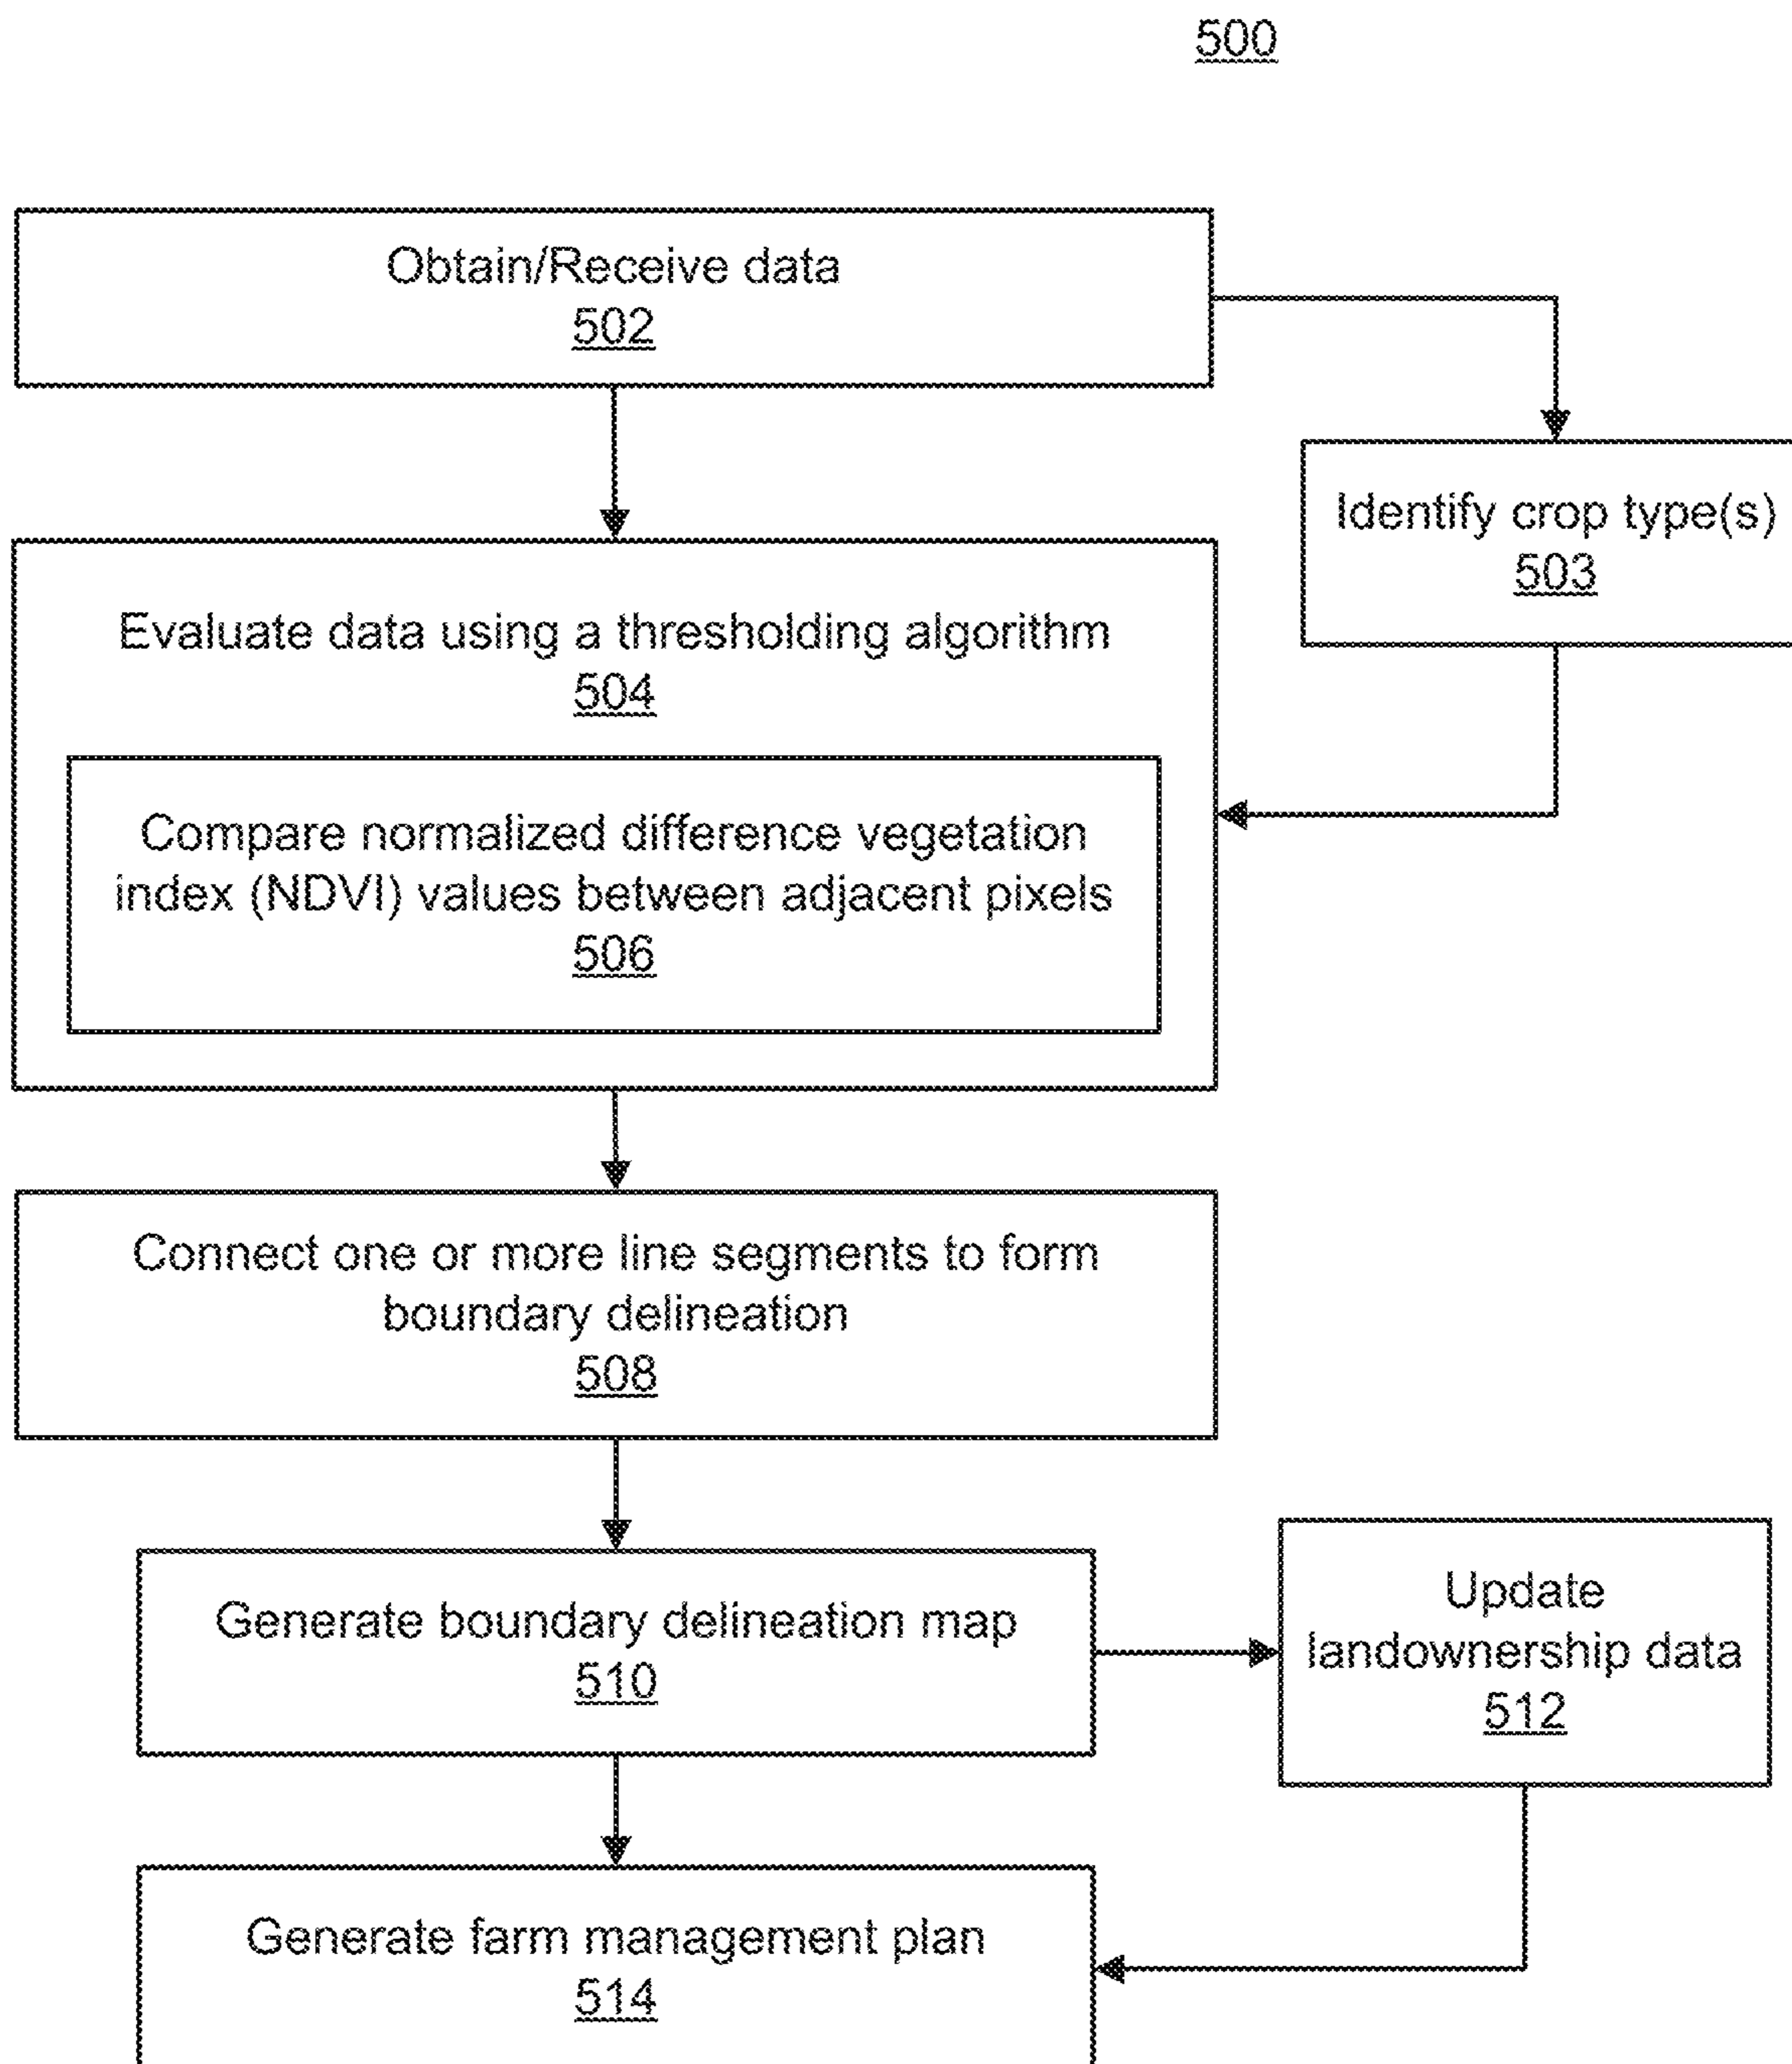 500
Obtain/Receive data
502
Identify crop type(s)
503
Evaluate data using a thresholding algorithm
504
Compare normalized difference vegetation
index (NDVI) values between adjacent pixels
506
Connect one or more line segments to form
boundary delineation
508
Generate boundary delineation map
510
Update
landownership data
512
Generate farm management plan
514